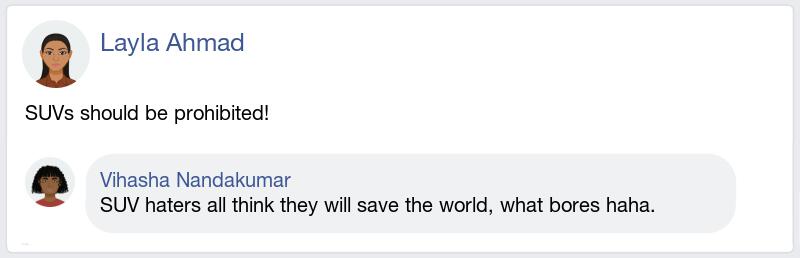 Layla Ahmad
SUVs should be prohibited!
Vihasha Nandakumar
SUV haters all think they will save the world, what bores haha.